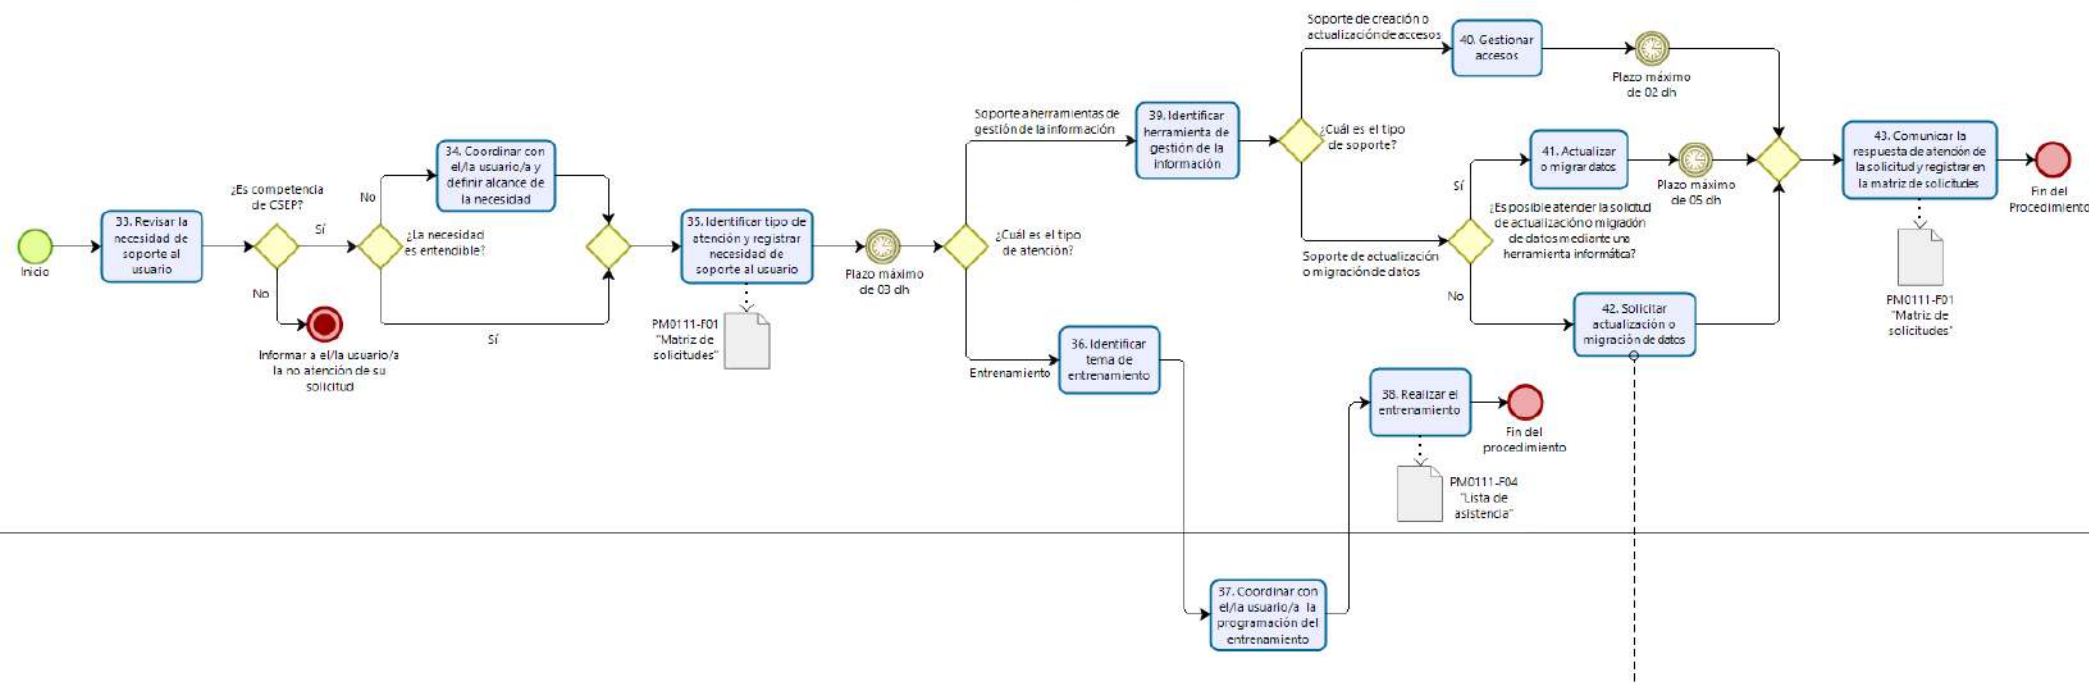 Inicio
33. Revisar la
necesidad de
soporte al
usuario
¿Es competencia
de CSEP?
Sí
No
Informar a el/la usuario/a
la no atención de su
solicitud
¿La necesidad
es entendible?
No
Sí
34. Coordinar con
el/la usuario/a y
definir alcance de
la necesidad
35. Identificar tipo de
atención y registrar
necesidad de
soporte al usuario
PM0111-F01
"Matriz de
solicitudes"
Plazo máximo
de 03 dh
¿Cuál es el tipo
de atención?
Soporte a herramientas de
gestión de la información
Entrenamiento
36. Identificar
tema de
entrenamiento
37. Coordinar con
el/la usuario/a la
programación del
entrenamiento
38. Realizar el
entrenamiento
PM0111-F04
"Lista de
asistencia"
Fin del
procedimiento
39. Identificar
herramienta de
gestión de la
información
¿Cuál es el tipo
de soporte?
Soporte de creación o
actualización de accesos
40. Gestionar
accesos
Plazo máximo
de 02 dh
Soporte de actualización
o migración de datos
¿Es posible atender la solicitud
de actualización o migración
de datos mediante una
herramienta informática?
Sí
No
41. Actualizar
o migrar datos
Plazo máximo
de 05 dh
42. Solicitar
actualización o
migración de datos
43. Comunicar la
respuesta de atención de
la solicitud y registrar en
la matriz de solicitudes
PM0111-F01
"Matriz de
solicitudes"
Fin del
Procedimiento